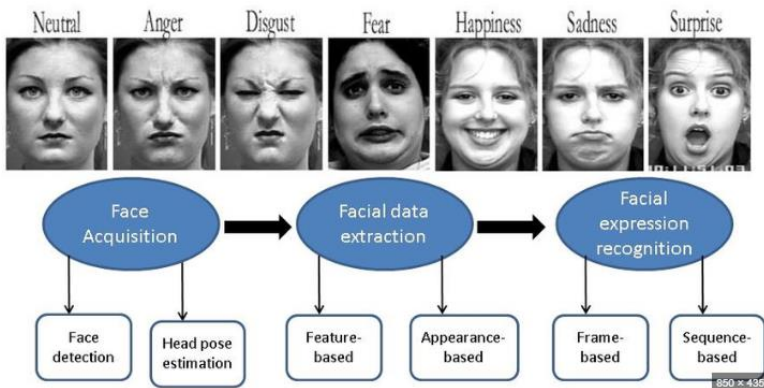 Neutral
Anger
Disgust
Fear
Happiness
Sadness
Surprise
Face
Acquisition
Facial data
extraction
Facial
expression
recognition
Face
detection
Head pose
estimation
Feature-
based
Appearance-
based
Frame-
based
Sequence-
based
850 × 435